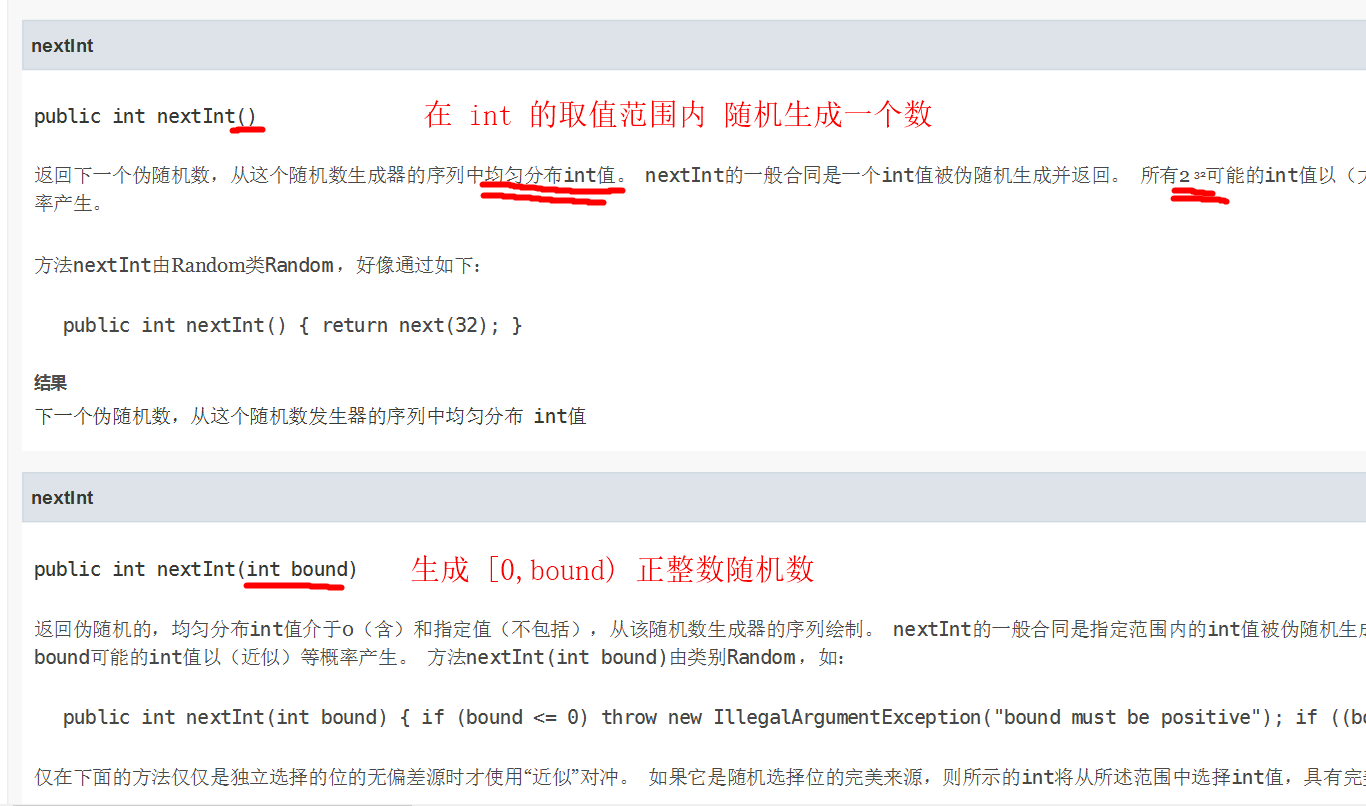 nextInt
public int nextInt() 在 int 的取值范围内 随机生成一个数
返回下一个伪随机数，从这个随机数生成器的序列中均匀分布int值。 nextInt的一般合同是一个int值被伪随机生成并返回。 所有2³²可能的int值以（大
率产生。
方法nextInt由Random类Random，好像通过如下：
public int nextInt() { return next(32); }
结果
下一个伪随机数，从这个随机数发生器的序列中均匀分布 int值
nextInt
public int nextInt(int bound) 生成 [0,bound) 正整数随机数
返回伪随机的，均匀分布int值介于0（含）和指定值（不包括），从该随机数生成器的序列绘制。 nextInt的一般合同是指定范围内的int值被伪随机生成
bound可能的int值以（近似）等概率产生。 方法nextInt(int bound)由类别Random，如：
public int nextInt(int bound) { if (bound <= 0) throw new IllegalArgumentException("bound must be positive"); if ((bo
仅在下面的方法仅仅是独立选择的位的无偏差源时才使用“近似”对冲。 如果它是随机选择位的完美来源，则所示的int将从所述范围中选择int值，具有完美